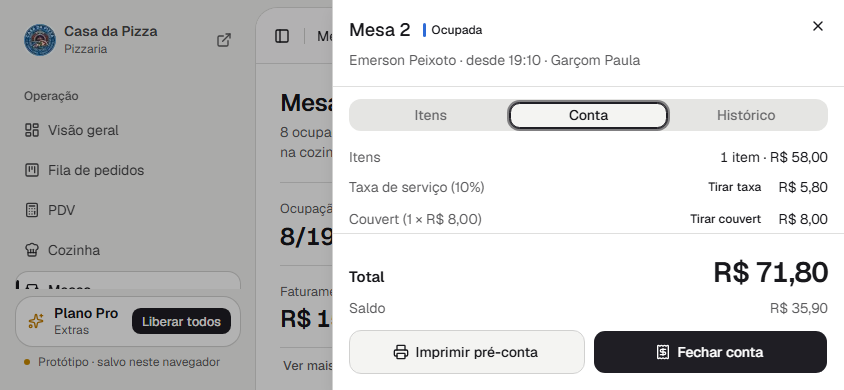 Casa da Pizza
Pizzaria
Operação
Visão geral
Fila de pedidos
PDV
Cozinha
Mesas
Plano Pro
Extras
Liberar todos
Protótipo · salvo neste navegador
Me
Mesa
8 ocupa
na cozin
Ocupaçã
8/19
Faturame
R$ 1
Ver mais
Mesa 2
Ocupada
Emerson Peixoto · desde 19:10 · Garçom Paula
Itens
Conta
Histórico
Itens
1 item · R$ 58,00
Taxa de serviço (10%)
Tirar taxa
R$ 5,80
Couvert (1 × R$ 8,00)
Tirar couvert
R$ 8,00
Total
R$ 71,80
Saldo
R$ 35,90
Imprimir pré-conta
Fechar conta